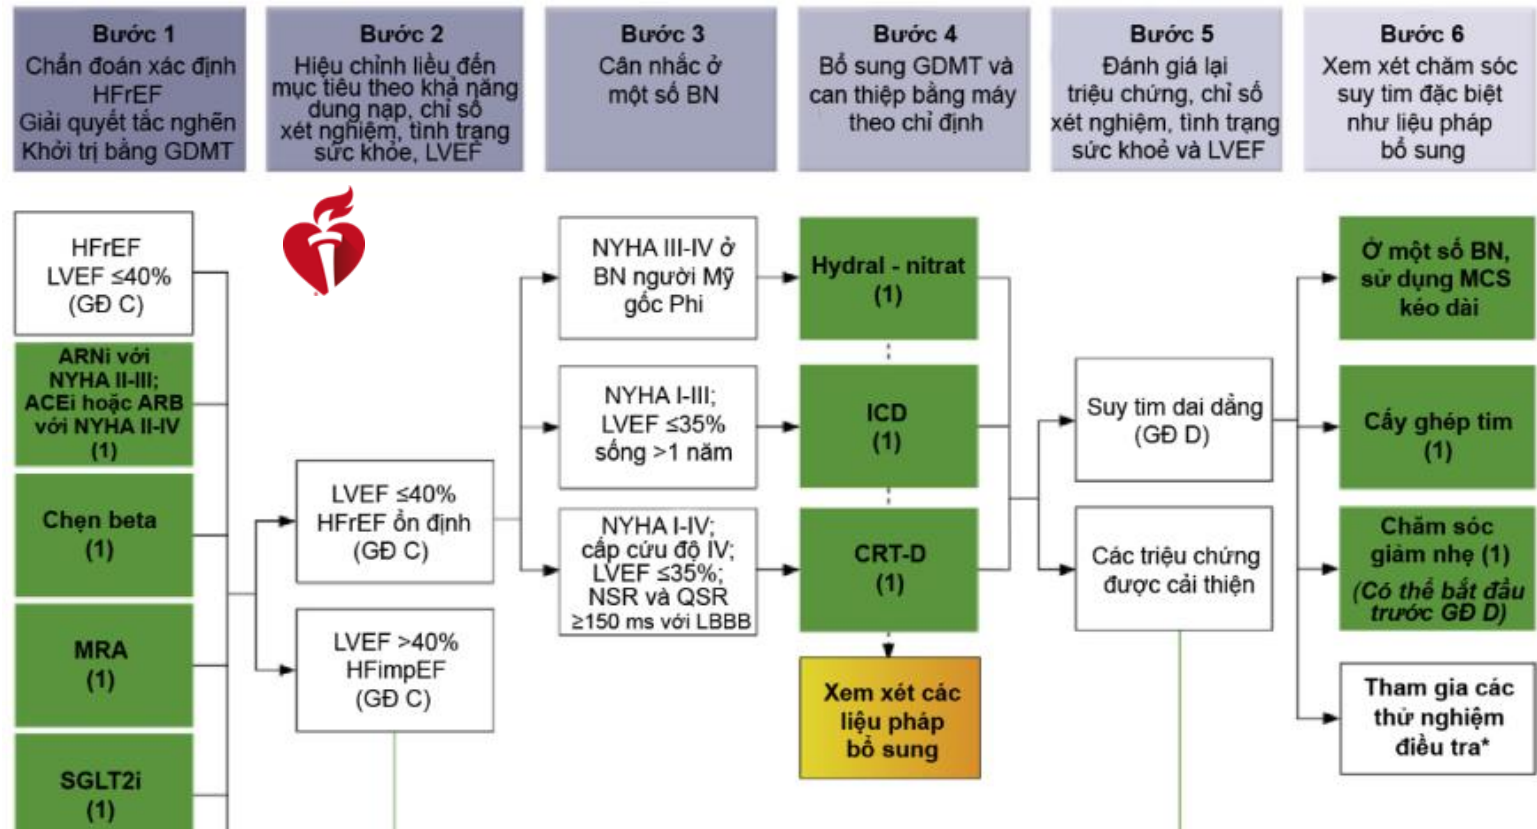 Bước 1
Chẩn đoán xác định
HFrEF
Giải quyết tắc nghẽn
Khởi trị bằng GDMT
Bước 2
Hiệu chỉnh liều đến
mục tiêu theo khả năng
dung nạp, chỉ số
xét nghiệm, tình trạng
sức khỏe, LVEF
Bước 3
Cân nhắc ở
một số BN
Bước 4
Bổ sung GDMT và
can thiệp bằng máy
theo chỉ định
Bước 5
Đánh giá lại
triệu chứng, chỉ số
xét nghiệm, tình trạng
sức khoẻ và LVEF
Bước 6
Xem xét chăm sóc
suy tim đặc biệt
như liệu pháp
bổ sung
HFrEF
LVEF ≤40%
(GĐ C)
ARNi với
NYHA II-III;
ACEi hoặc ARB
với NYHA II-IV
(1)
Chẹn beta
(1)
MRA
(1)
SGLT2i
(1)
LVEF ≤40%
HFrEF ổn định
(GĐ C)
LVEF >40%
HFimpEF
(GĐ C)
NYHA III-IV ở
BN người Mỹ
gốc Phi
NYHA I-III;
LVEF ≤35%
sống >1 năm
NYHA I-IV;
cấp cứu độ IV;
LVEF ≤35%;
NSR và QSR
≥150 ms với LBBB
Hydral - nitrat
(1)
ICD
(1)
CRT-D
(1)
Xem xét các
liệu pháp
bổ sung
Suy tim dai dẳng
(GĐ D)
Các triệu chứng
được cải thiện
Ở một số BN,
sử dụng MCS
kéo dài
Cấy ghép tim
(1)
Chăm sóc
giảm nhẹ (1)
(Có thể bắt đầu
trước GĐ D)
Tham gia các
thử nghiệm
điều tra*